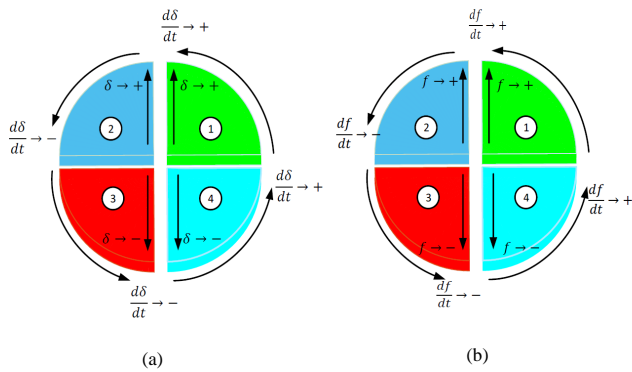 dδ/dt → +
δ → +
δ → +
2
1
dδ/dt → −
3
4
dδ/dt → +
δ → −
δ → −
dδ/dt → −
(a)
df/dt → +
f → +
f → +
2
1
df/dt → −
3
4
df/dt → +
f → −
f → −
df/dt → −
(b)